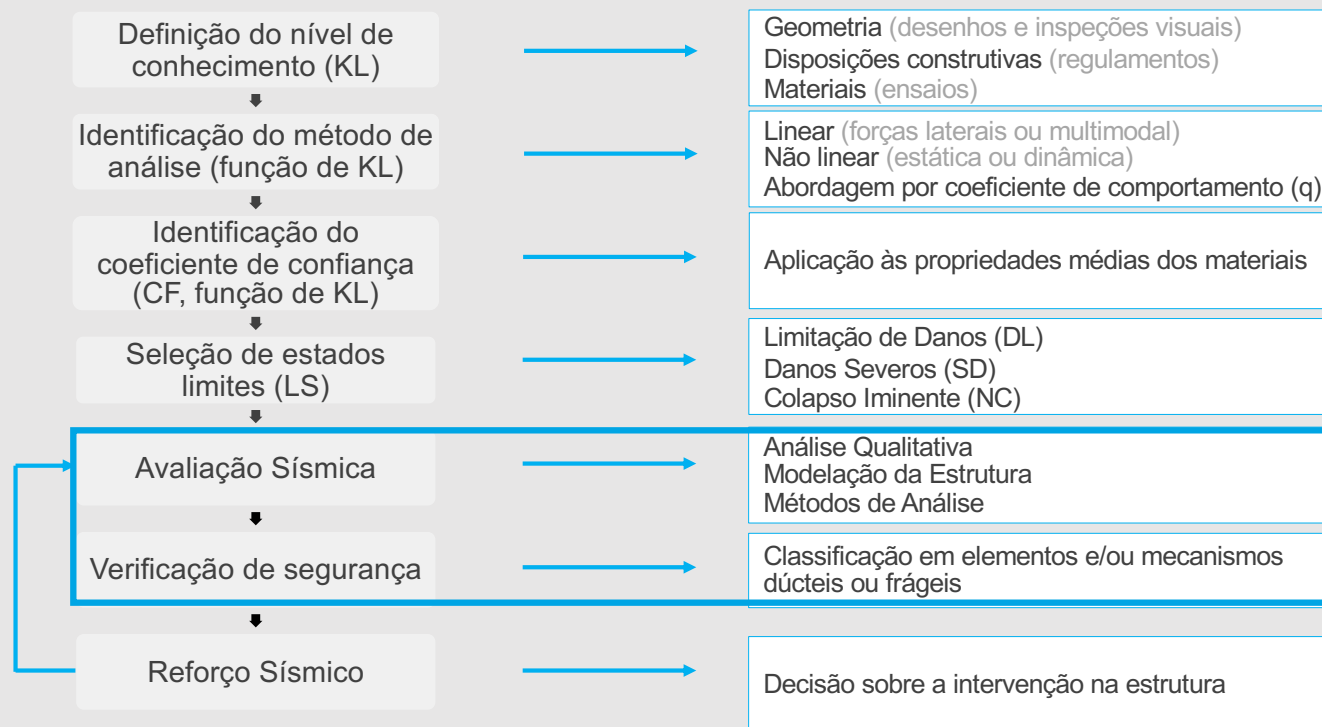 Definição do nível de
conhecimento (KL)
Geometria (desenhos e inspeções visuais)
Disposições construtivas (regulamentos)
Materiais (ensaios)
Identificação do método de
análise (função de KL)
Linear (forças laterais ou multimodal)
Não linear (estática ou dinâmica)
Abordagem por coeficiente de comportamento (q)
Identificação do
coeficiente de confiança
(CF, função de KL)
Aplicação às propriedades médias dos materiais
Seleção de estados
limites (LS)
Limitação de Danos (DL)
Danos Severos (SD)
Colapso Iminente (NC)
Avaliação Sísmica
Análise Qualitativa
Modelação da Estrutura
Métodos de Análise
Verificação de segurança
Classificação em elementos e/ou mecanismos
dúcteis ou frágeis
Reforço Sísmico
Decisão sobre a intervenção na estrutura